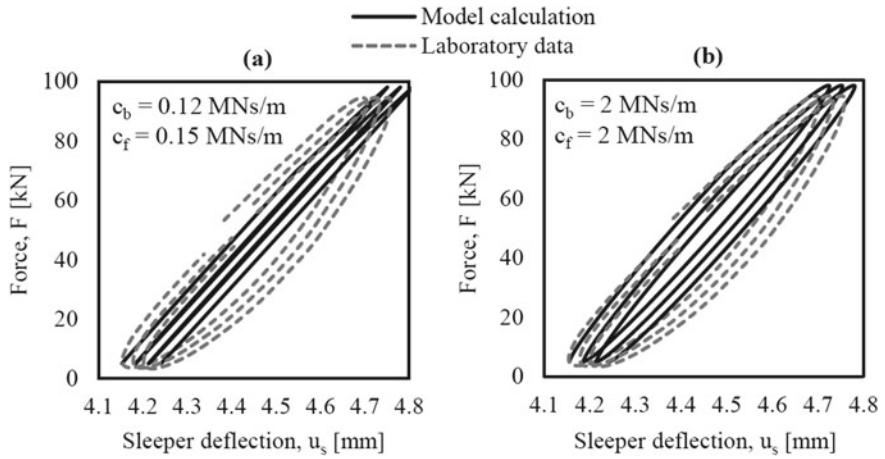 Model calculation
Laboratory data
(a)
(b)
c_b = 0.12 MNs/m
c_f = 0.15 MNs/m
Force, F [kN]
100
80
60
40
20
0
4.1 4.2 4.3 4.4 4.5 4.6 4.7 4.8
Sleeper deflection, u_s [mm]
c_b = 2 MNs/m
c_f = 2 MNs/m
Force, F [kN]
100
80
60
40
20
0
4.1 4.2 4.3 4.4 4.5 4.6 4.7 4.8
Sleeper deflection, u_s [mm]